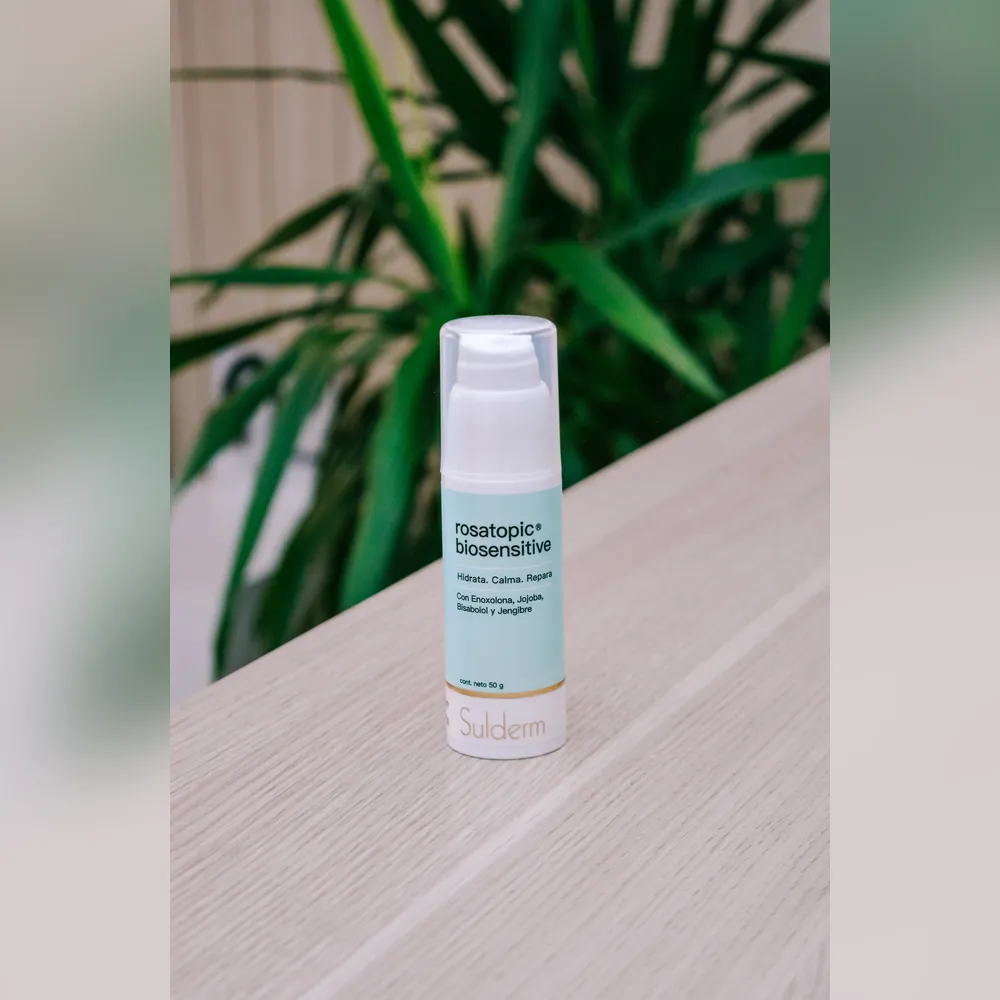 rosatopic®
biosensitive
Hidrata. Calma. Repara
Con Enoxolona, Jojoba,
Bisabolol y Jengibre
cont. neto 50 g
Sulderm